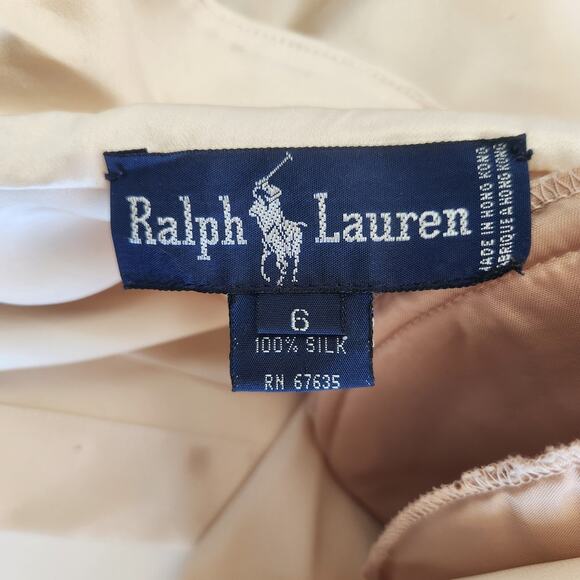 Ralph Lauren
MADE IN HONG KONG
FABRIQUE A HONG KONG
6
100% SILK
RN 67635